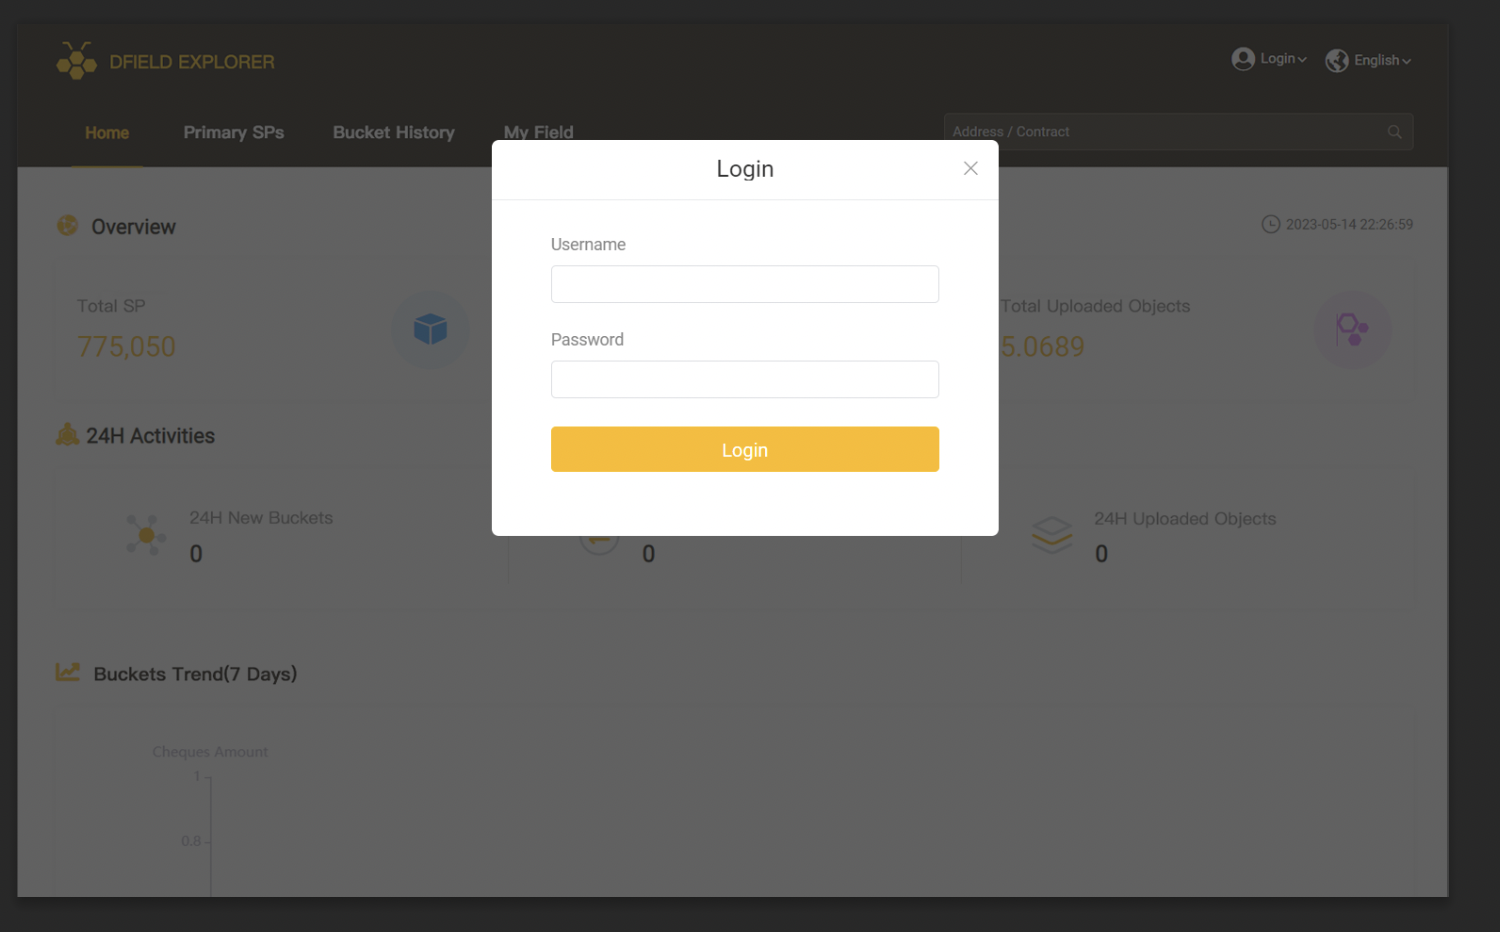 DFIELD EXPLORER
Login
English
Home
Primary SPs
Bucket History
My Field
Address / Contract
Login
Overview
2023-05-14 22:26:59
Username
Total SP
775,050
Total Uploaded Objects
5.0689
Password
24H Activities
Login
24H New Buckets
0
0
24H Uploaded Objects
0
Buckets Trend(7 Days)
Cheques Amount
1
0.8